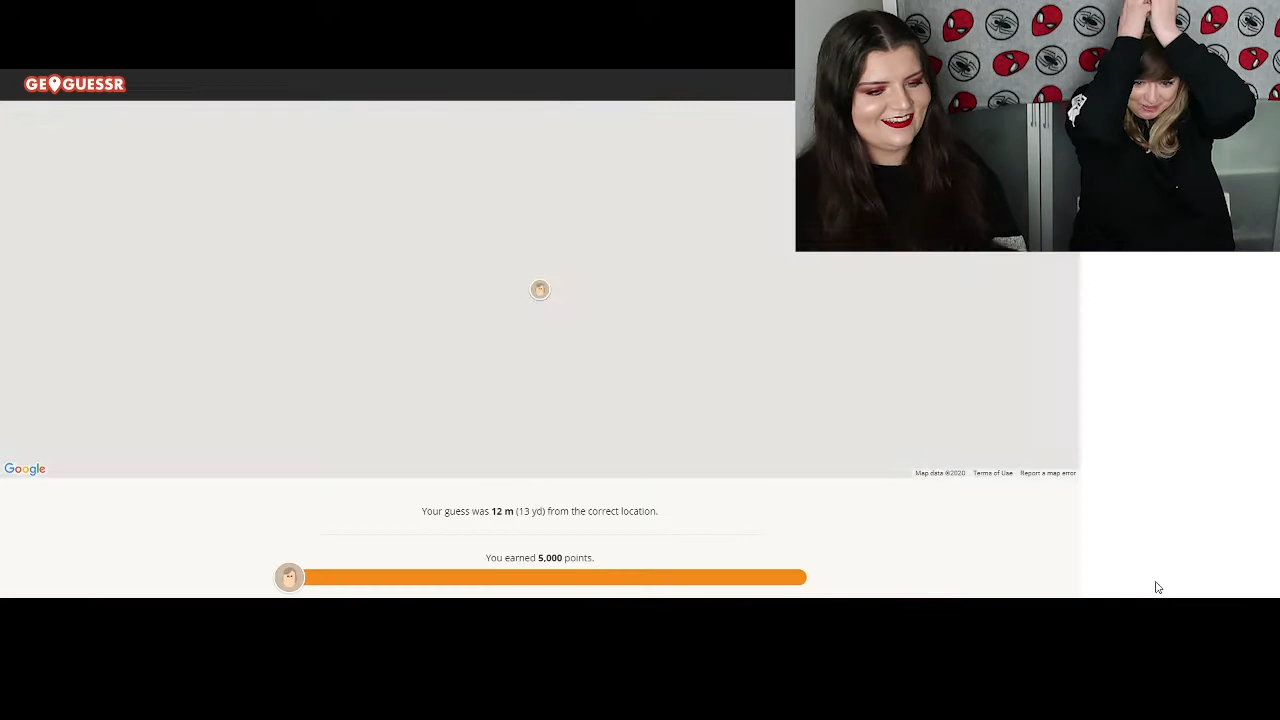 GEOGUESSR
Google
Map data ©2020 Terms of Use Report a map error
Your guess was 12 m (13 yd) from the correct location.
You earned 5,000 points.